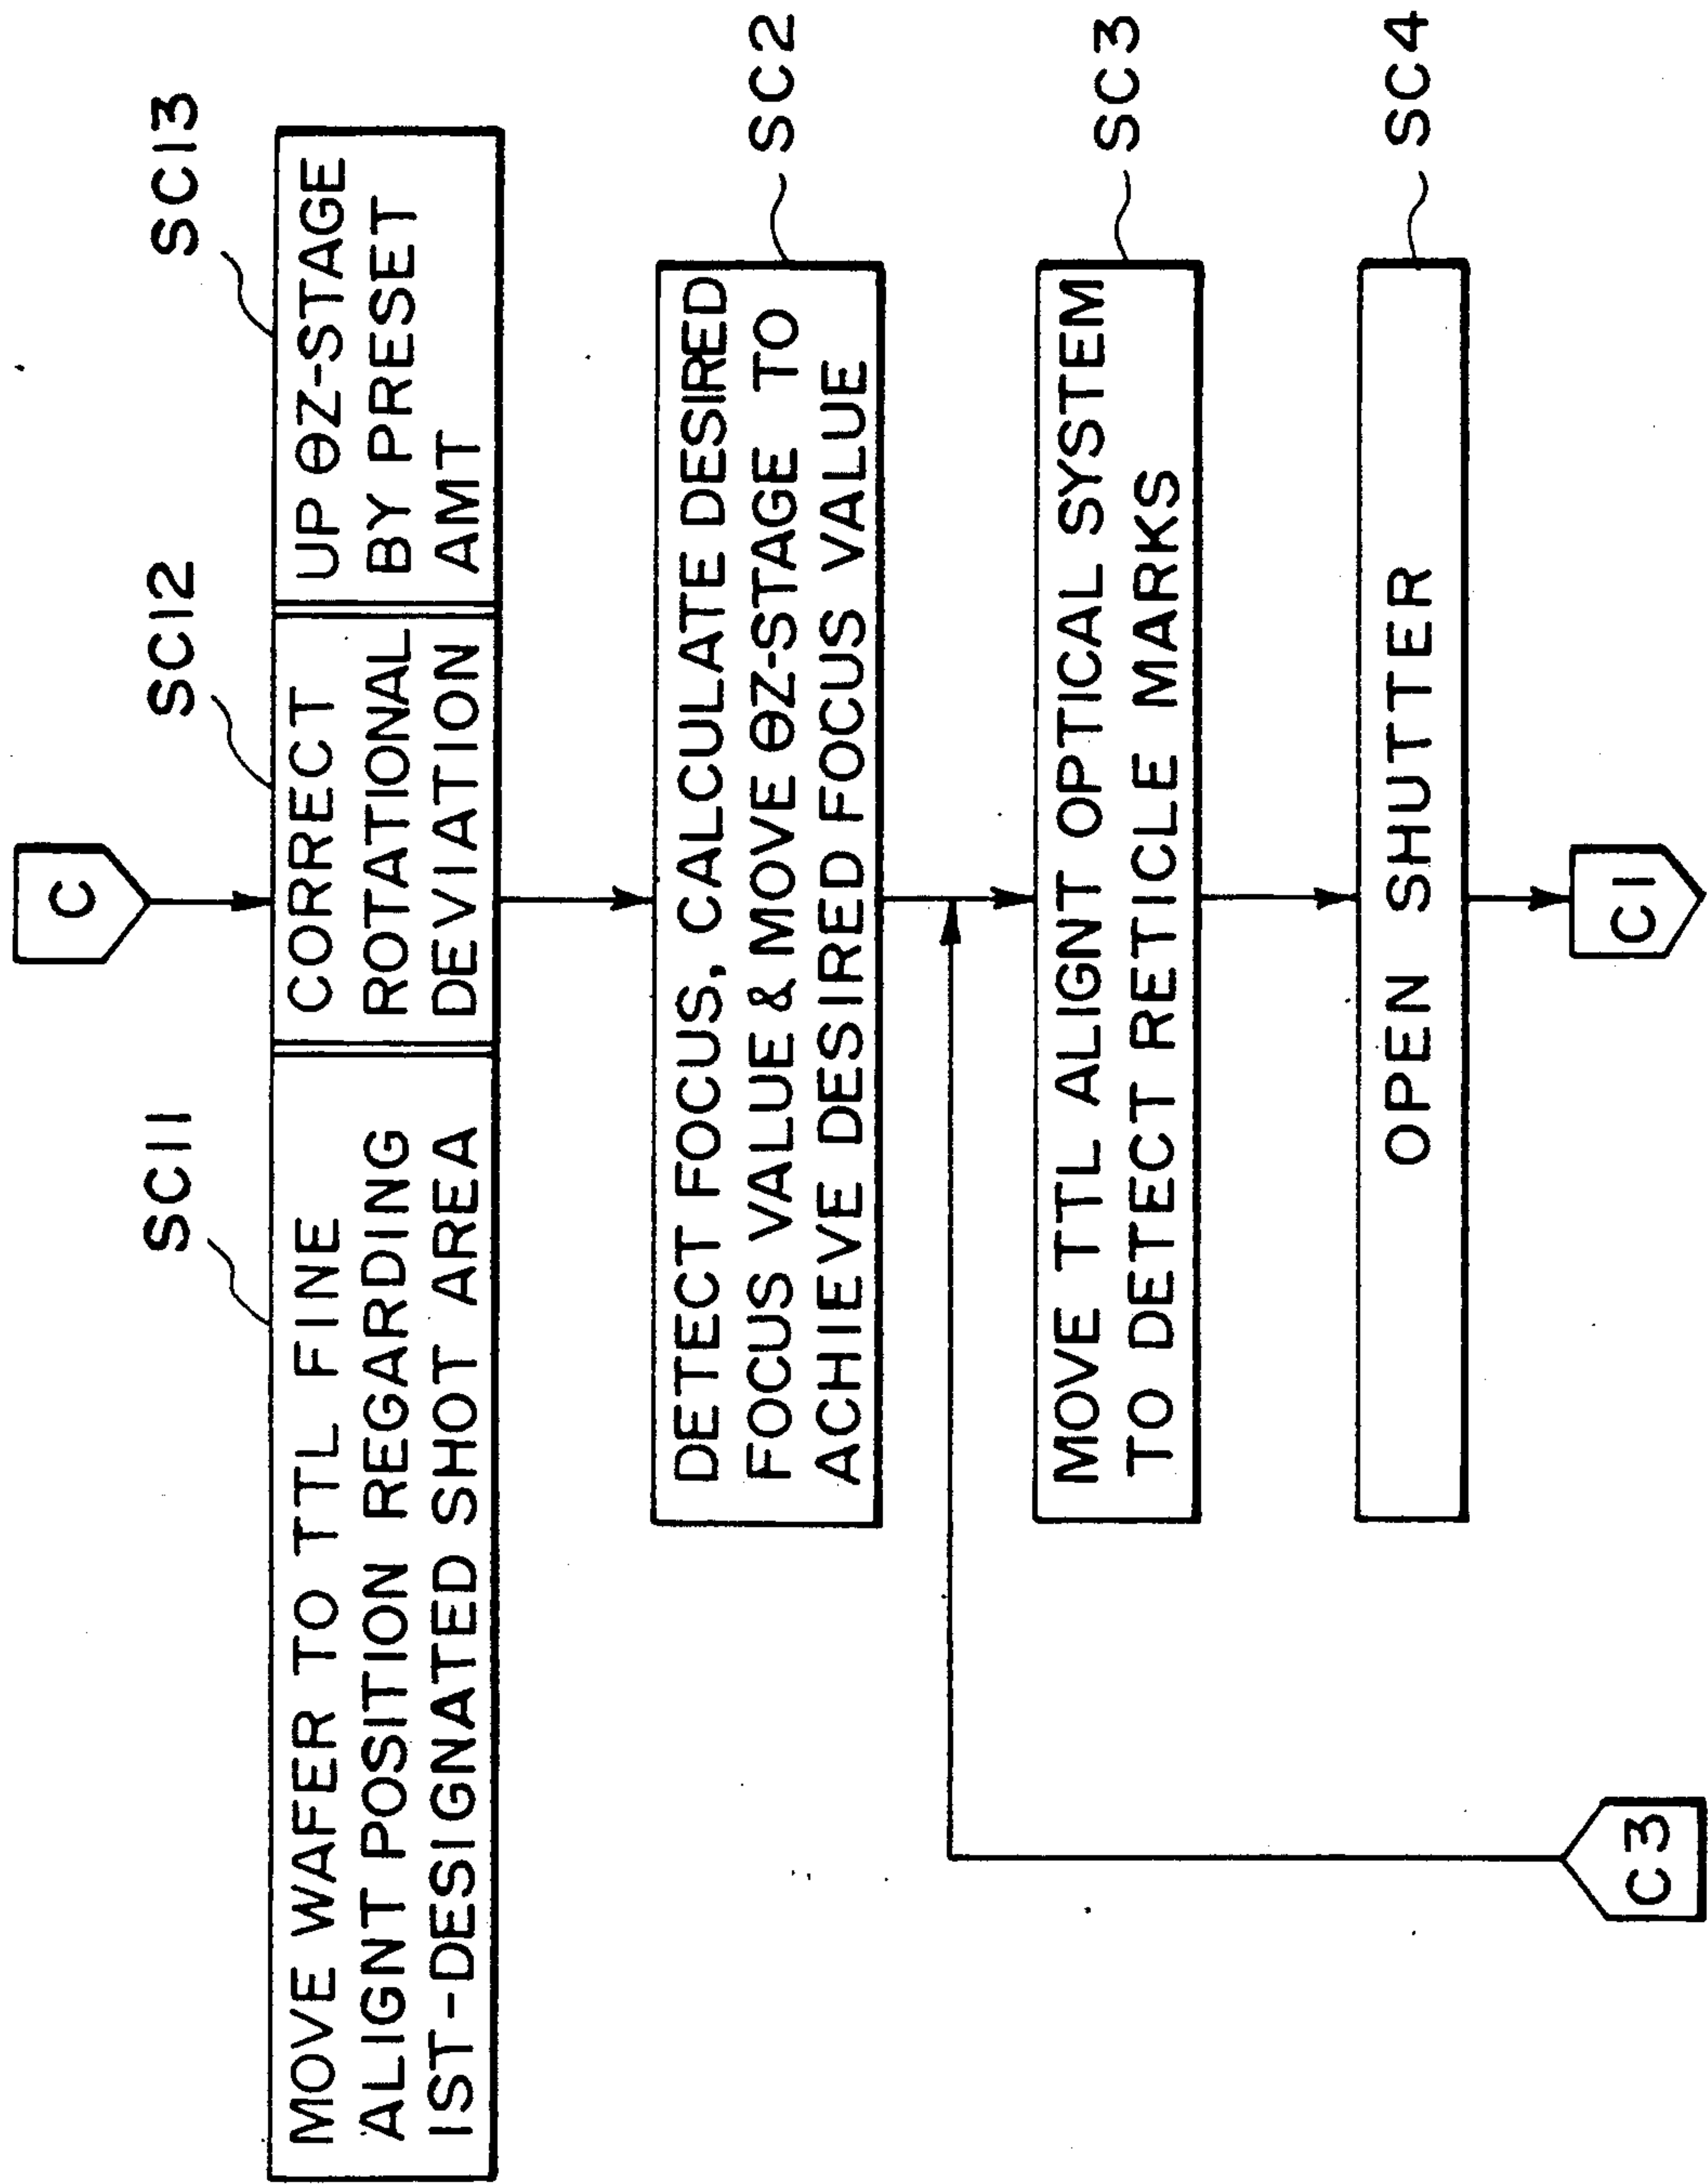 C
SC11
MOVE WAFER TO TTL FINE
ALIGNT POSITION REGARDING
1ST-DESIGNATED SHOT AREA
SC12
CORRECT
ROTATIONAL
DEVIATION
SC13
UP θZ-STAGE
BY PRESET
AMT
DETECT FOCUS, CALCULATE DESIRED
FOCUS VALUE & MOVE θZ-STAGE TO
ACHIEVE DESIRED FOCUS VALUE
SC2
MOVE TTL ALIGNT OPTICAL SYSTEM
TO DETECT RETICLE MARKS
SC3
OPEN SHUTTER
SC4
C3
C1